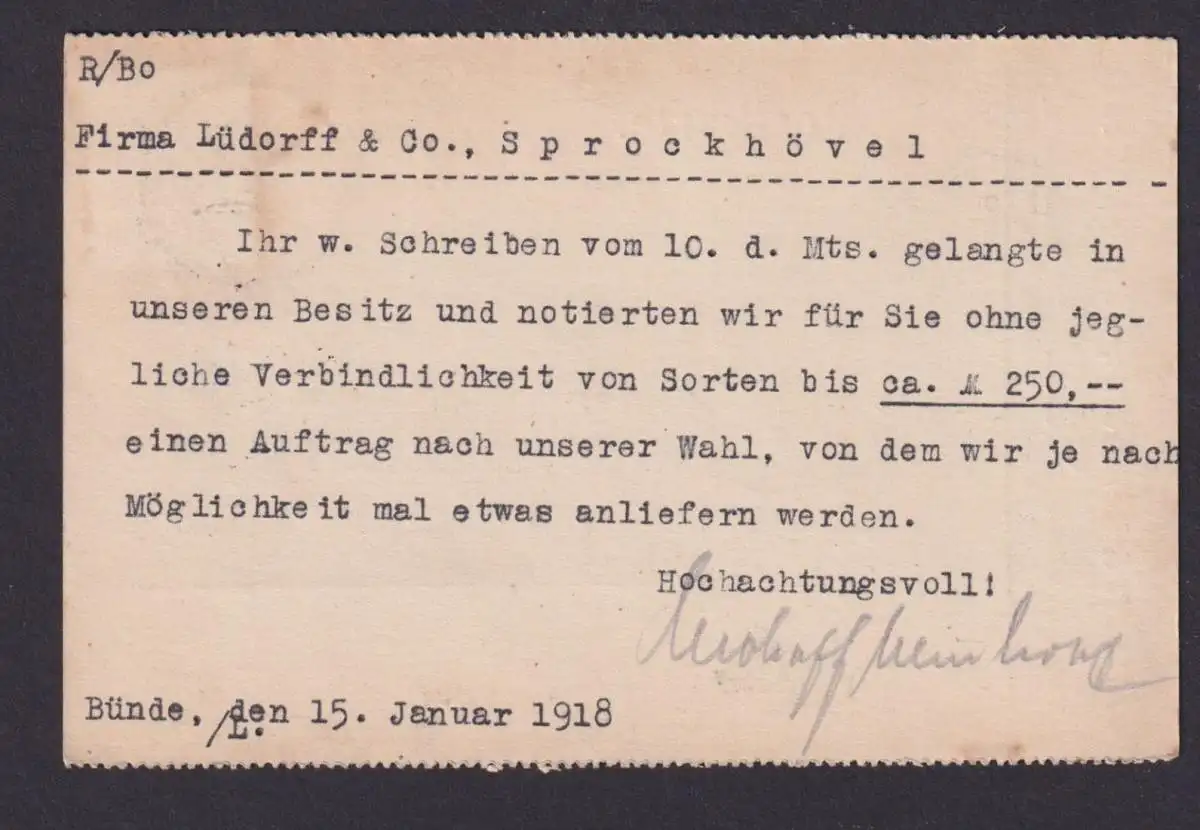 R/Bo
Firma Lüdorff & Co., S p r o c k h ö v e l
Ihr w. Schreiben vom 10. d. Mts. gelangte in
unseren Besitz und notierten wir für Sie ohne jeg-
liche Verbindlichkeit von Sorten bis ca. M 250,--
einen Auftrag nach unserer Wahl, von dem wir je nach
Möglichkeit mal etwas anliefern werden.
Hochachtungsvoll!
Bünde, /L. den 15. Januar 1918